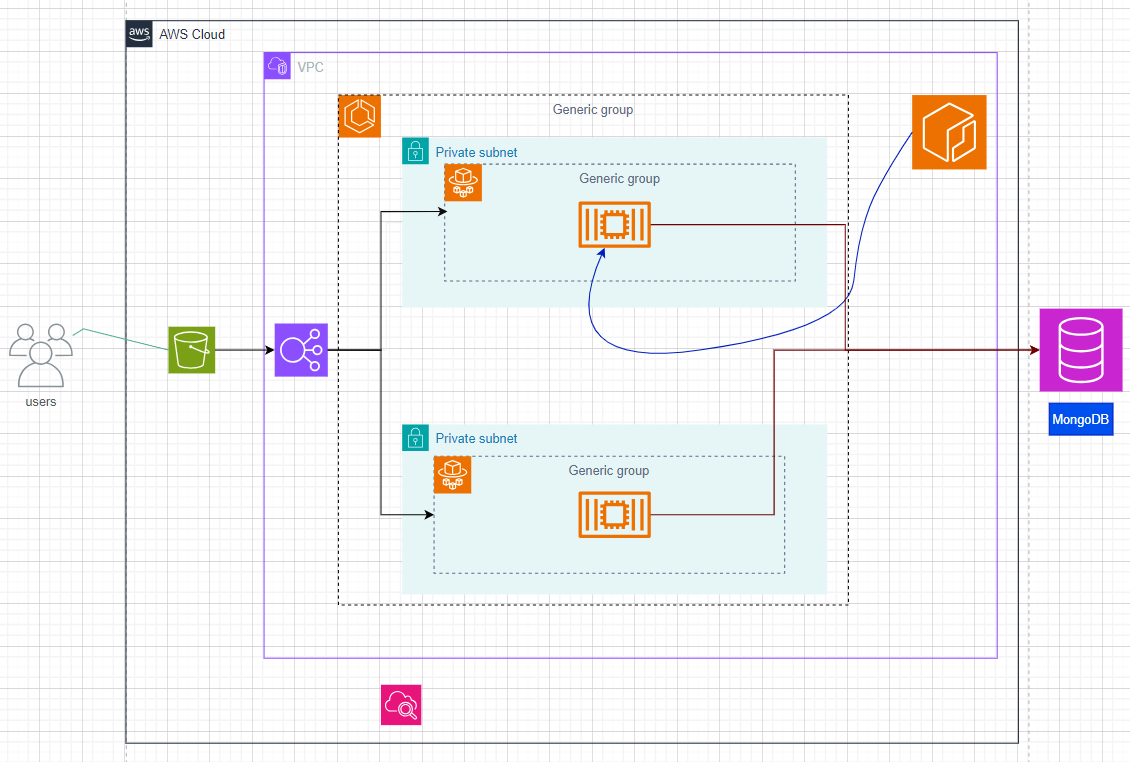 aws
AWS Cloud
VPC
Generic group
Private subnet
Generic group
users
MongoDB
Private subnet
Generic group